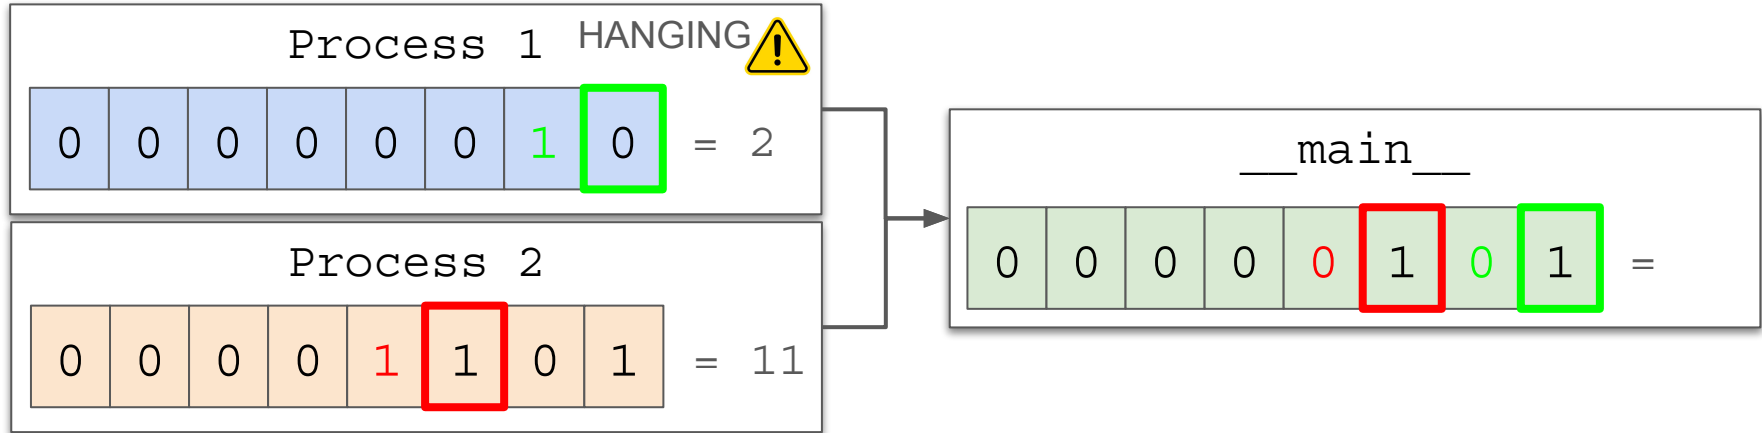 Process 1 HANGING
0 0 0 0 0 0 1 0 = 2
Process 2
0 0 0 0 1 1 0 1 = 11
__main__
0 0 0 0 0 1 0 1 =